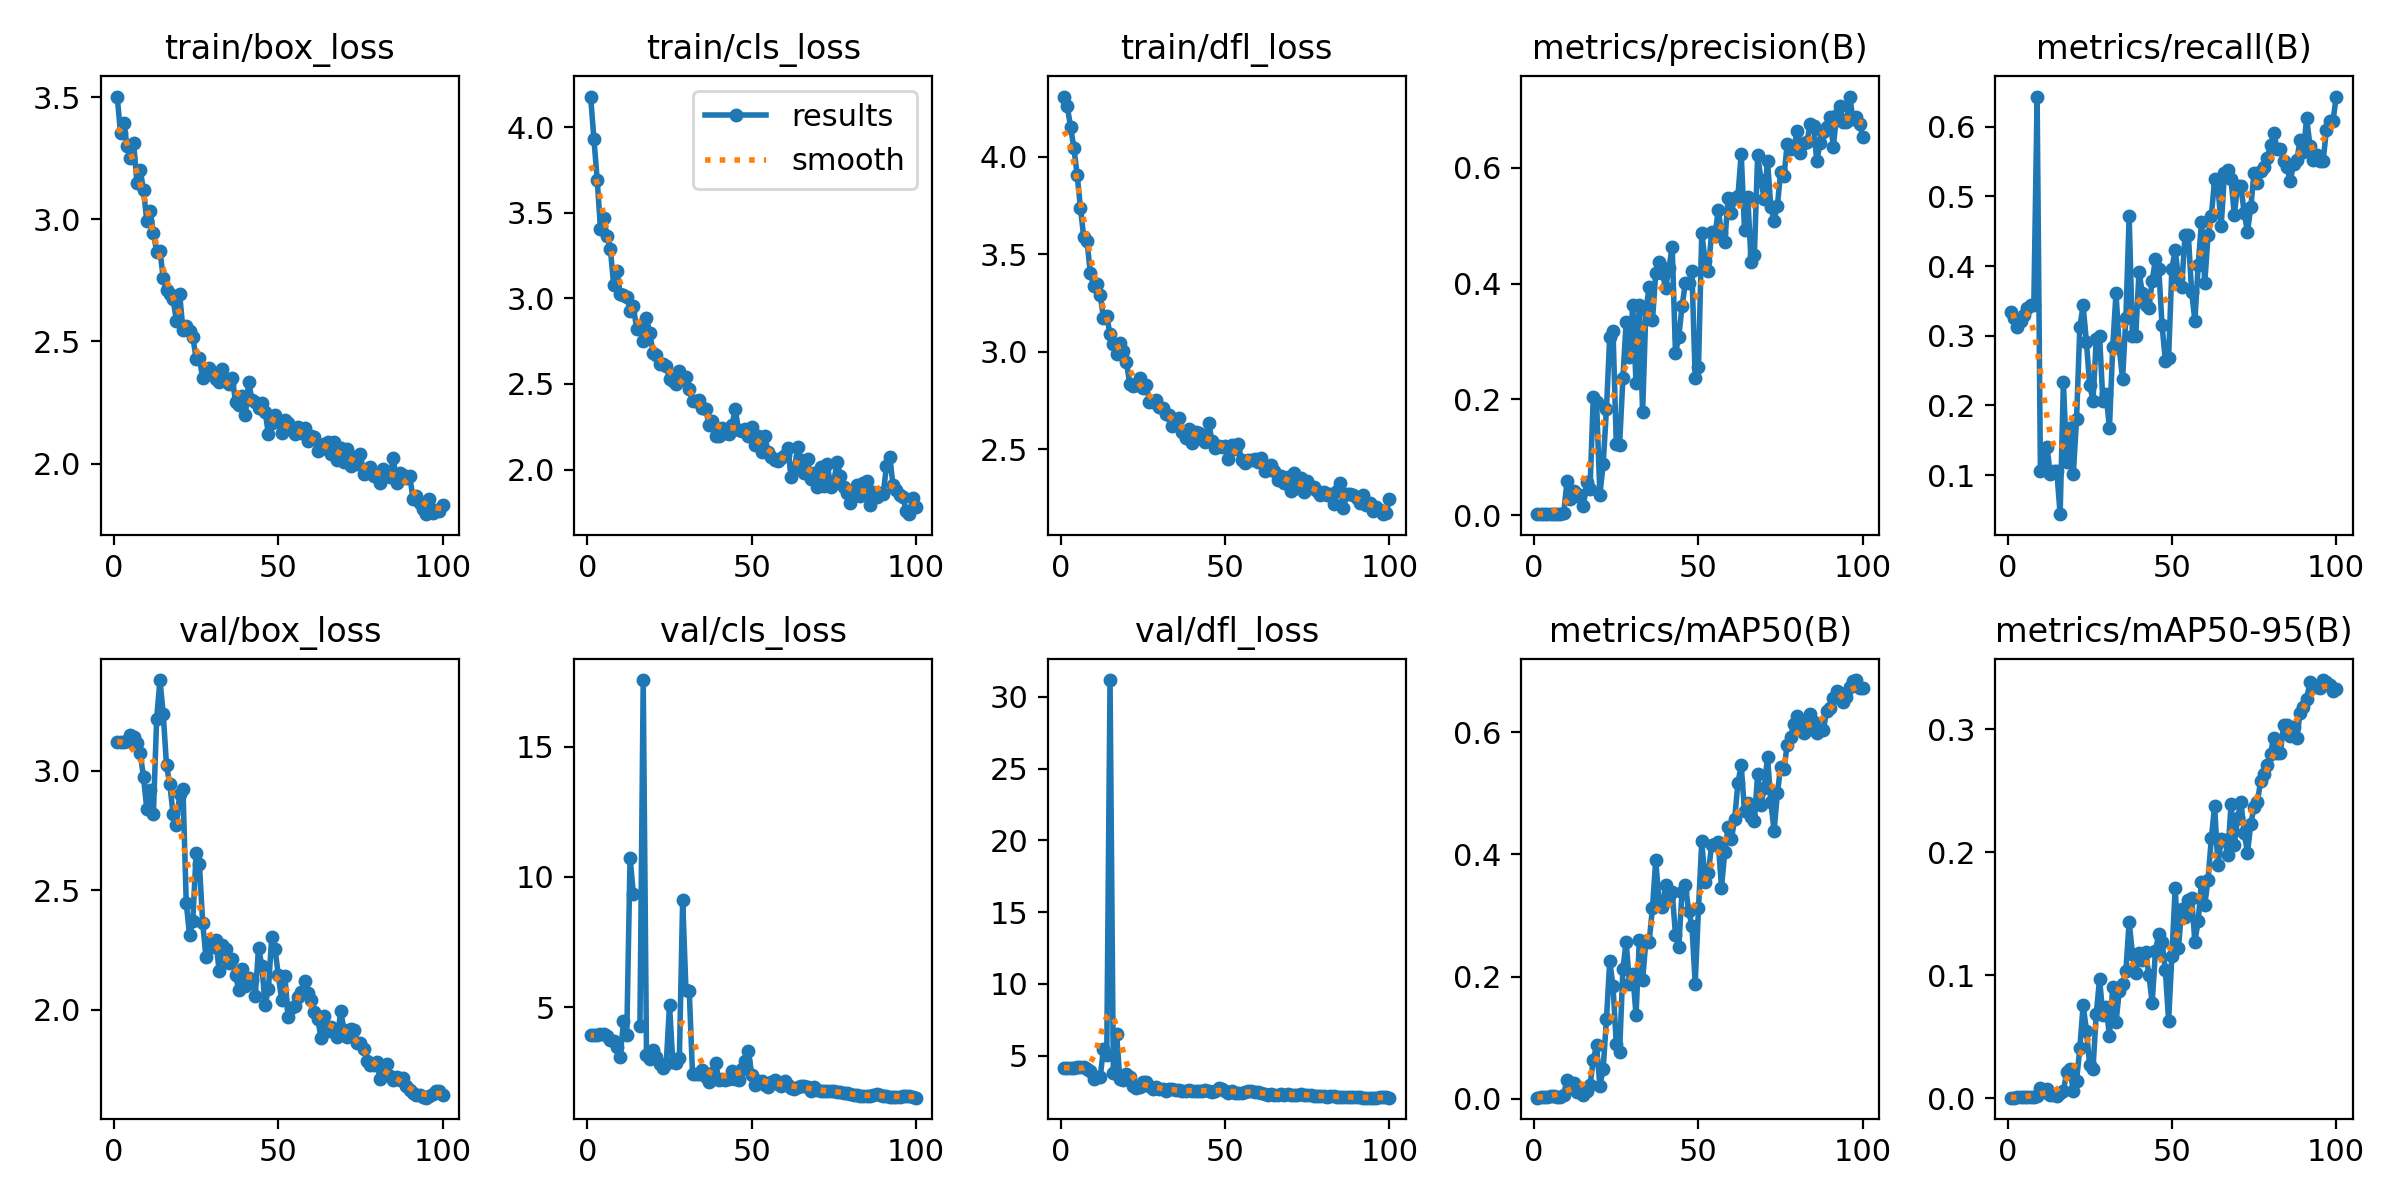 train/box_loss
train/cls_loss
train/dfl_loss
metrics/precision(B)
metrics/recall(B)
3.5
3.0
2.5
2.0
0 50 100
results
smooth
4.0
3.5
3.0
2.5
2.0
0 50 100
4.0
3.5
3.0
2.5
0 50 100
0.6
0.4
0.2
0.0
0 50 100
0.6
0.5
0.4
0.3
0.2
0.1
0 50 100
val/box_loss
val/cls_loss
val/dfl_loss
metrics/mAP50(B)
metrics/mAP50-95(B)
3.0
2.5
2.0
0 50 100
15
10
5
0 50 100
30
25
20
15
10
5
0 50 100
0.6
0.4
0.2
0.0
0 50 100
0.3
0.2
0.1
0.0
0 50 100